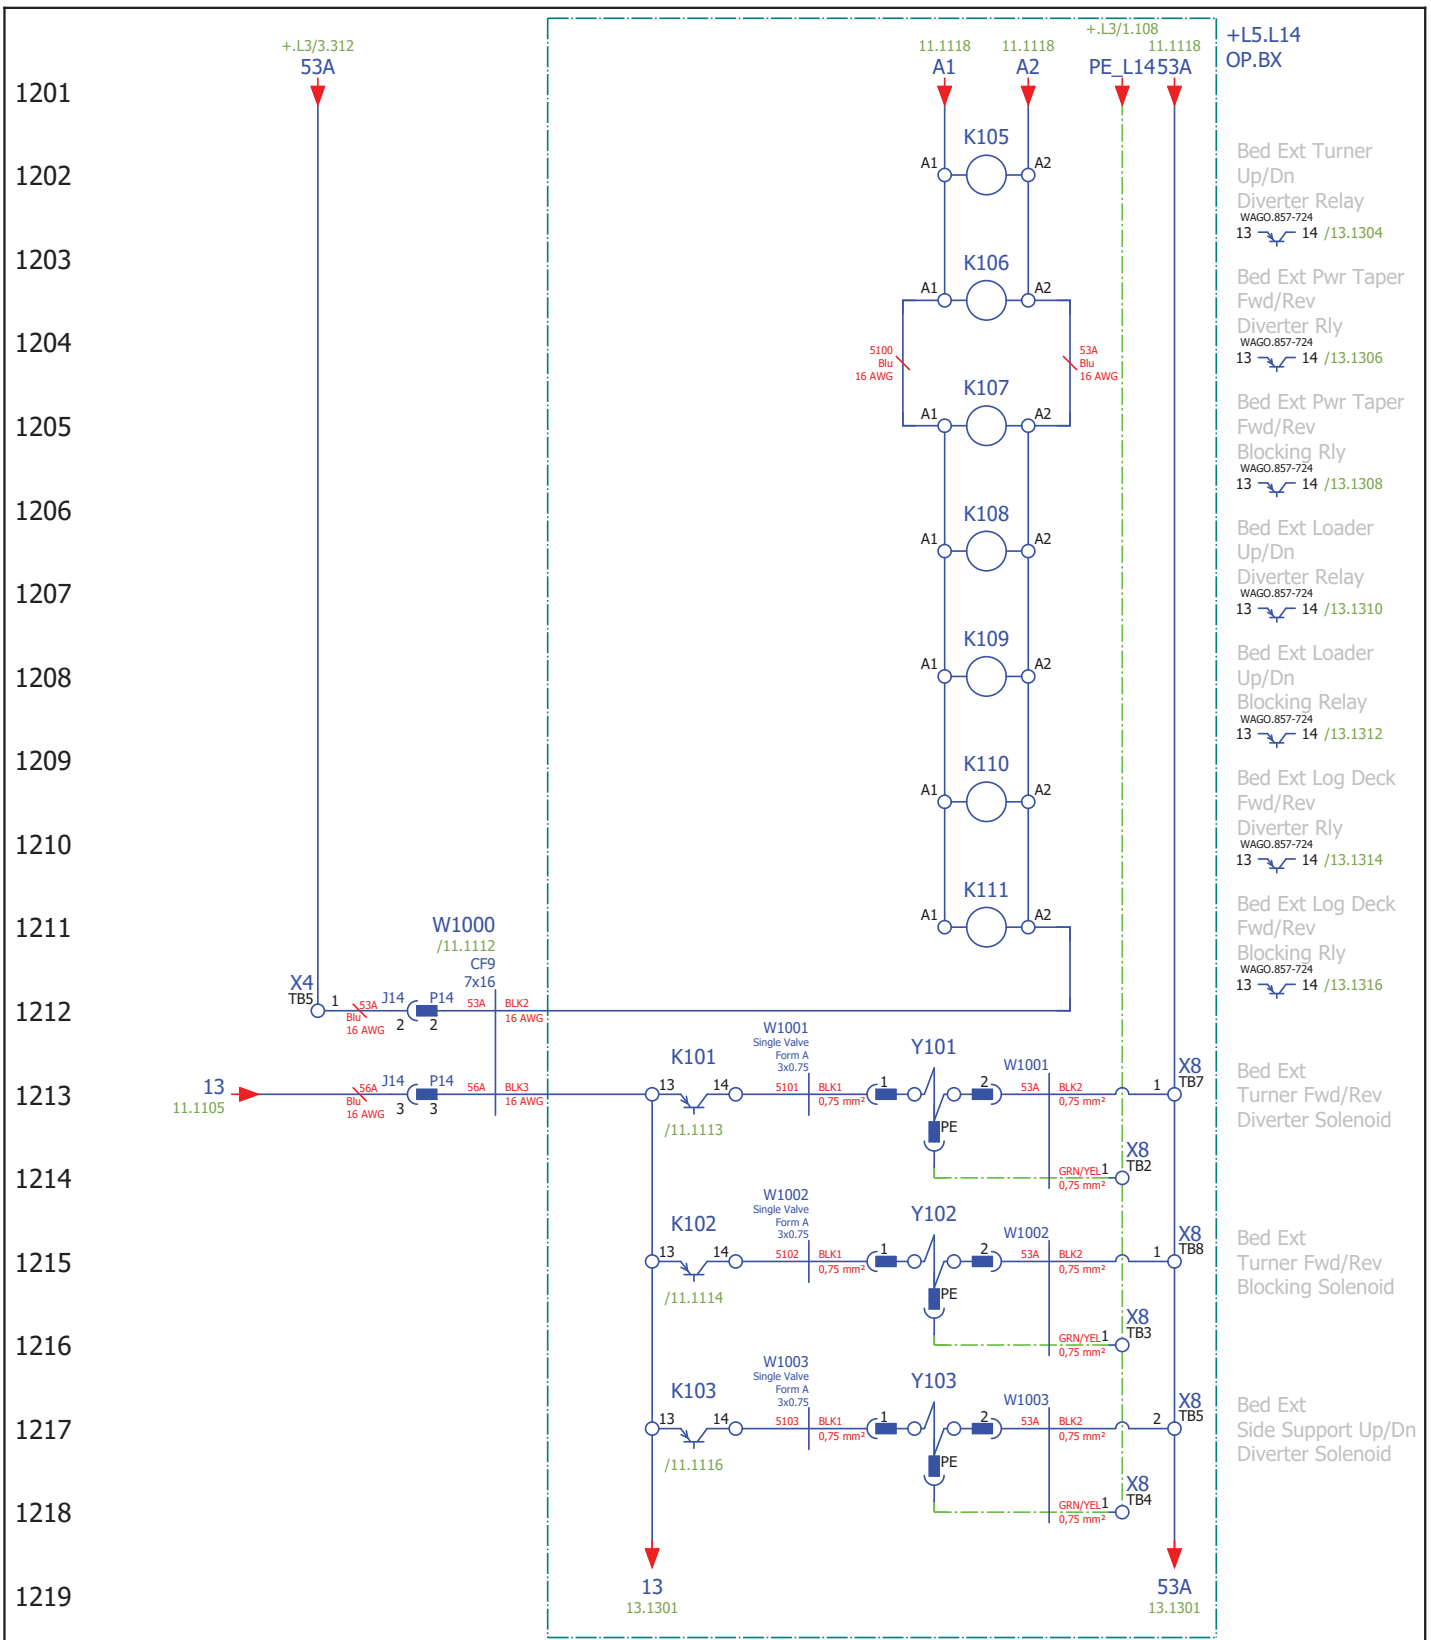 +.L3/3.312
53A
11.1118
A1
11.1118
A2
+.L3/1.108
PE_L14
11.1118
53A
+L5.L14
OP.BX
1201
K105
A1
A2
1202
Bed Ext Turner
Up/Dn
Diverter Relay
WAGO.857-724
13 14 /13.1304
1203
K106
A1
A2
Bed Ext Pwr Taper
Fwd/Rev
Diverter Rly
WAGO.857-724
13 14 /13.1306
1204
5100
Blu
16 AWG
53A
Blu
16 AWG
K107
A1
A2
1205
Bed Ext Pwr Taper
Fwd/Rev
Blocking Rly
WAGO.857-724
13 14 /13.1308
1206
K108
A1
A2
Bed Ext Loader
Up/Dn
Diverter Relay
WAGO.857-724
13 14 /13.1310
1207
K109
A1
A2
1208
Bed Ext Loader
Up/Dn
Blocking Relay
WAGO.857-724
13 14 /13.1312
1209
K110
A1
A2
Bed Ext Log Deck
Fwd/Rev
Diverter Rly
WAGO.857-724
13 14 /13.1314
1210
K111
A1
A2
1211
Bed Ext Log Deck
Fwd/Rev
Blocking Rly
WAGO.857-724
13 14 /13.1316
W1000
/11.1112
CF9
7x16
1212
X4
TB5
1
53A
Blu
16 AWG
J14
2
P14
2
53A
BLK2
16 AWG
1213
13
11.1105
56A
Blu
16 AWG
J14
3
P14
3
56A
BLK3
16 AWG
K101
13
14
/11.1113
W1001
Single Valve
Form A
3x0.75
5101
BLK1
0,75 mm²
1
Y101
PE
2
W1001
53A
BLK2
0,75 mm²
1
X8
TB7
Bed Ext
Turner Fwd/Rev
Diverter Solenoid
1214
GRN/YEL
0,75 mm²
1
X8
TB2
1215
K102
13
14
/11.1114
W1002
Single Valve
Form A
3x0.75
5102
BLK1
0,75 mm²
1
Y102
PE
2
W1002
53A
BLK2
0,75 mm²
1
X8
TB8
Bed Ext
Turner Fwd/Rev
Blocking Solenoid
1216
GRN/YEL
0,75 mm²
1
X8
TB3
1217
K103
13
14
/11.1116
W1003
Single Valve
Form A
3x0.75
5103
BLK1
0,75 mm²
1
Y103
PE
2
W1003
53A
BLK2
0,75 mm²
2
X8
TB5
Bed Ext
Side Support Up/Dn
Diverter Solenoid
1218
GRN/YEL
0,75 mm²
1
X8
TB4
1219
13
13.1301
53A
13.1301